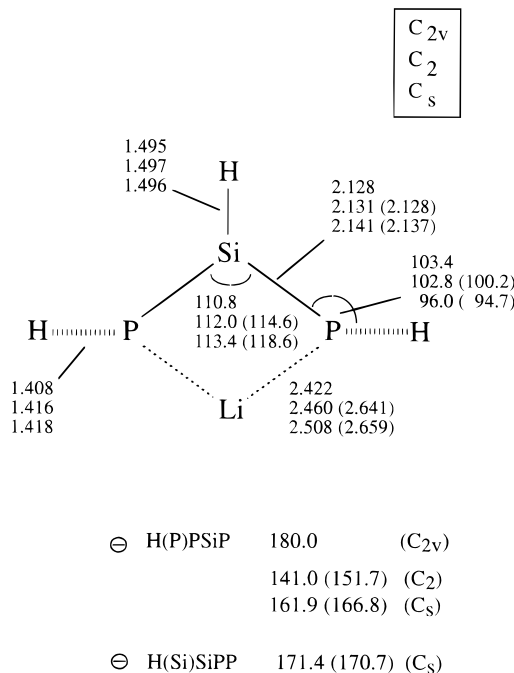 C2v
C2
Cs
1.495
1.497
1.496
H
2.128
2.131 (2.128)
2.141 (2.137)
Si
103.4
102.8 (100.2)
96.0 ( 94.7)
110.8
112.0 (114.6)
113.4 (118.6)
H P P H
1.408
1.416
1.418
Li
2.422
2.460 (2.641)
2.508 (2.659)
⊖ H(P)PSiP 180.0 (C2v)
141.0 (151.7) (C2)
161.9 (166.8) (Cs)
⊖ H(Si)SiPP 171.4 (170.7) (Cs)